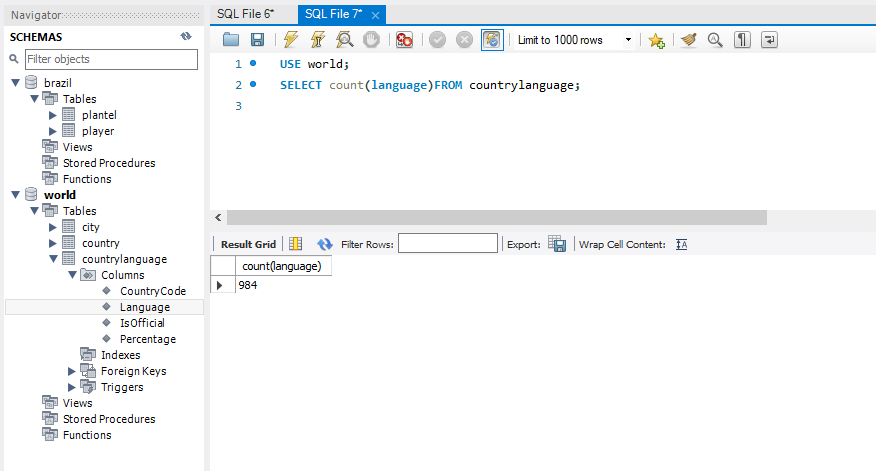 Navigator
SCHEMAS
Filter objects
brazil
Tables
plantel
player
Views
Stored Procedures
Functions
world
Tables
city
country
countrylanguage
Columns
CountryCode
Language
IsOfficial
Percentage
Indexes
Foreign Keys
Triggers
Views
Stored Procedures
Functions
SQL File 6* SQL File 7*
Limit to 1000 rows
1 USE world;
2 SELECT count(language)FROM countrylanguage;
3
Result Grid Filter Rows: Export: Wrap Cell Content:
count(language)
984